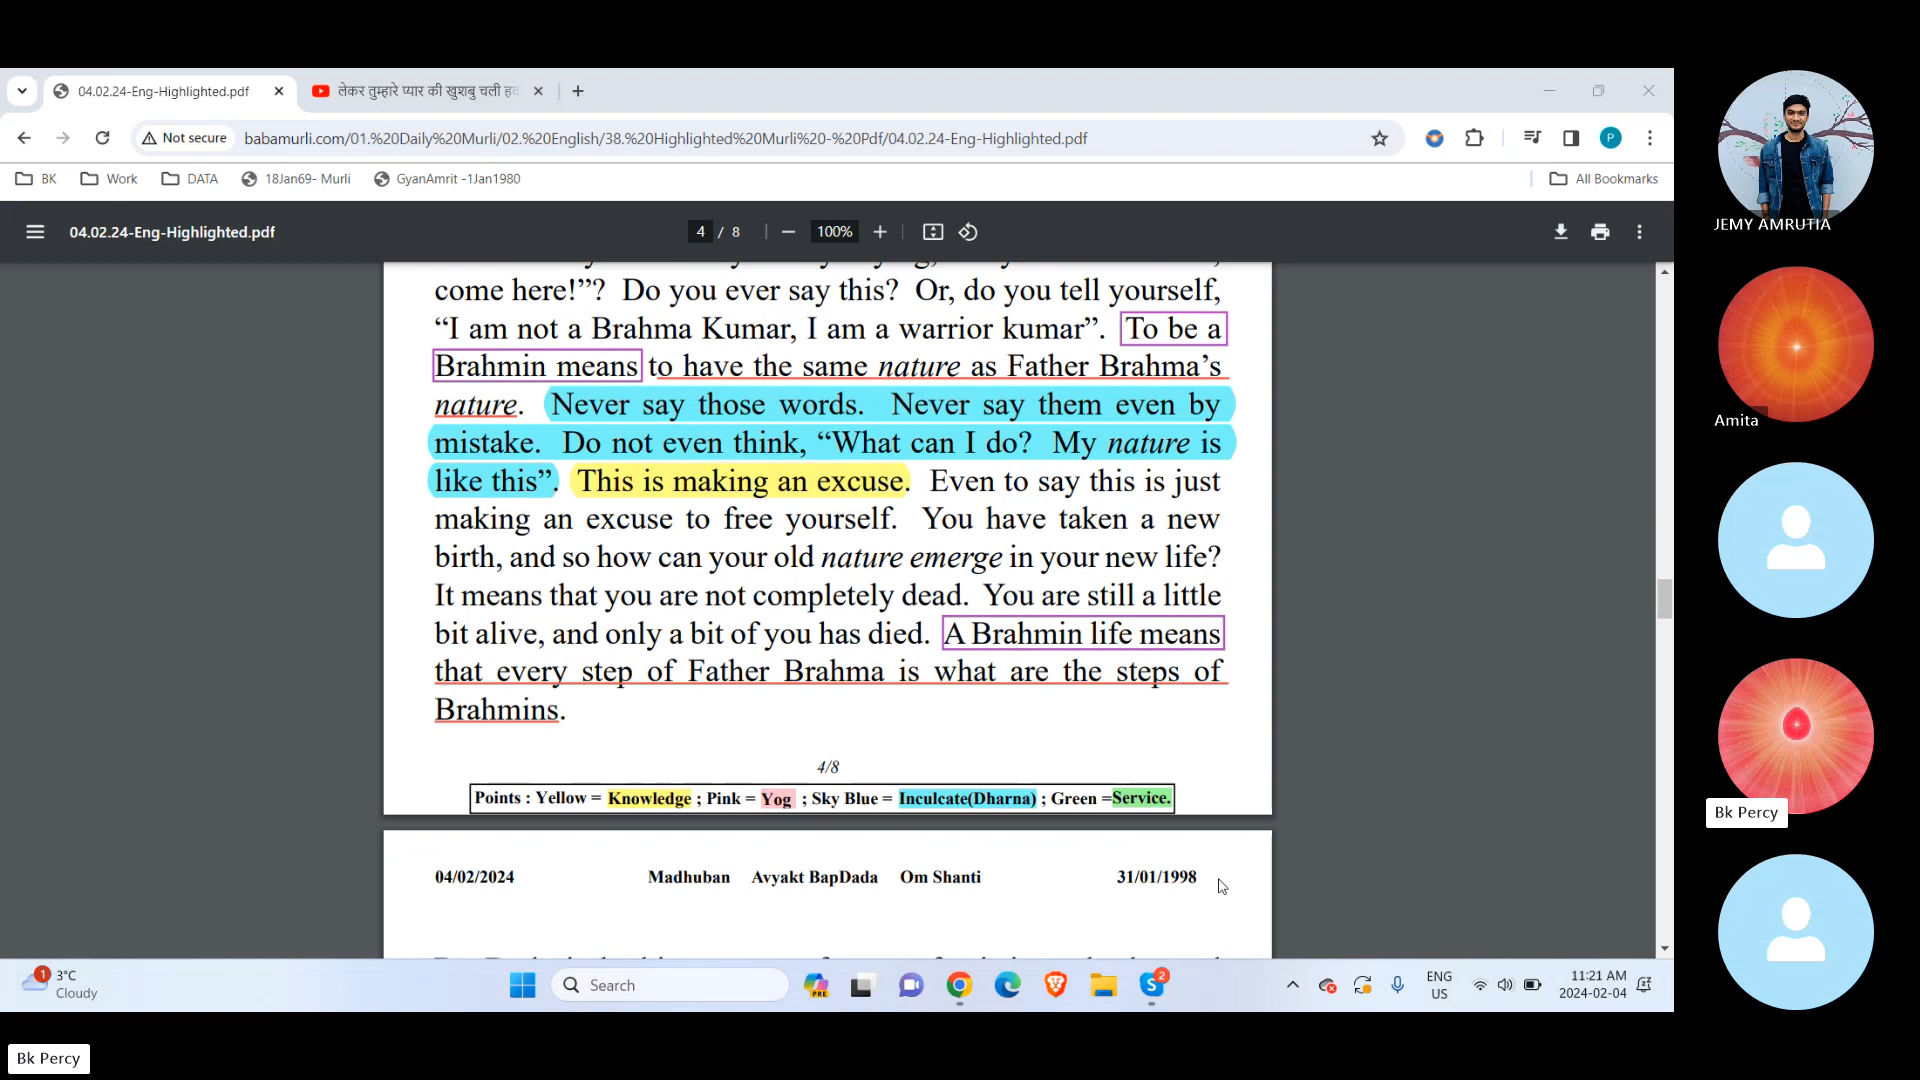 04.02.24-Eng-Highlighted.pdf
लेकर तुम्हारे प्यार की खुशबु चली हव
Not secure
babamurli.com/01.%20Daily%20Murli/02.%20English/38.%20Highlighted%20Murli%20-%20Pdf/04.02.24-Eng-Highlighted.pdf
P
BK
Work
DATA
18Jan69- Murli
GyanAmrit -1Jan1980
All Bookmarks
04.02.24-Eng-Highlighted.pdf
4 / 8
100%
come here!”? Do you ever say this? Or, do you tell yourself,
“I am not a Brahma Kumar, I am a warrior kumar”. To be a
Brahmin means to have the same nature as Father Brahma’s
nature. Never say those words. Never say them even by
mistake. Do not even think, “What can I do? My nature is
like this”. This is making an excuse. Even to say this is just
making an excuse to free yourself. You have taken a new
birth, and so how can your old nature emerge in your new life?
It means that you are not completely dead. You are still a little
bit alive, and only a bit of you has died. A Brahmin life means
that every step of Father Brahma is what are the steps of
Brahmins.
4/8
Points : Yellow = Knowledge ; Pink = Yog ; Sky Blue = Inculcate(Dharna) ; Green =Service.
04/02/2024 Madhuban Avyakt BapDada Om Shanti 31/01/1998
JEMY AMRUTIA
Amita
Bk Percy
1
3°C
Cloudy
Search
PRE
2
ENG
US
11:21 AM
2024-02-04
Bk Percy